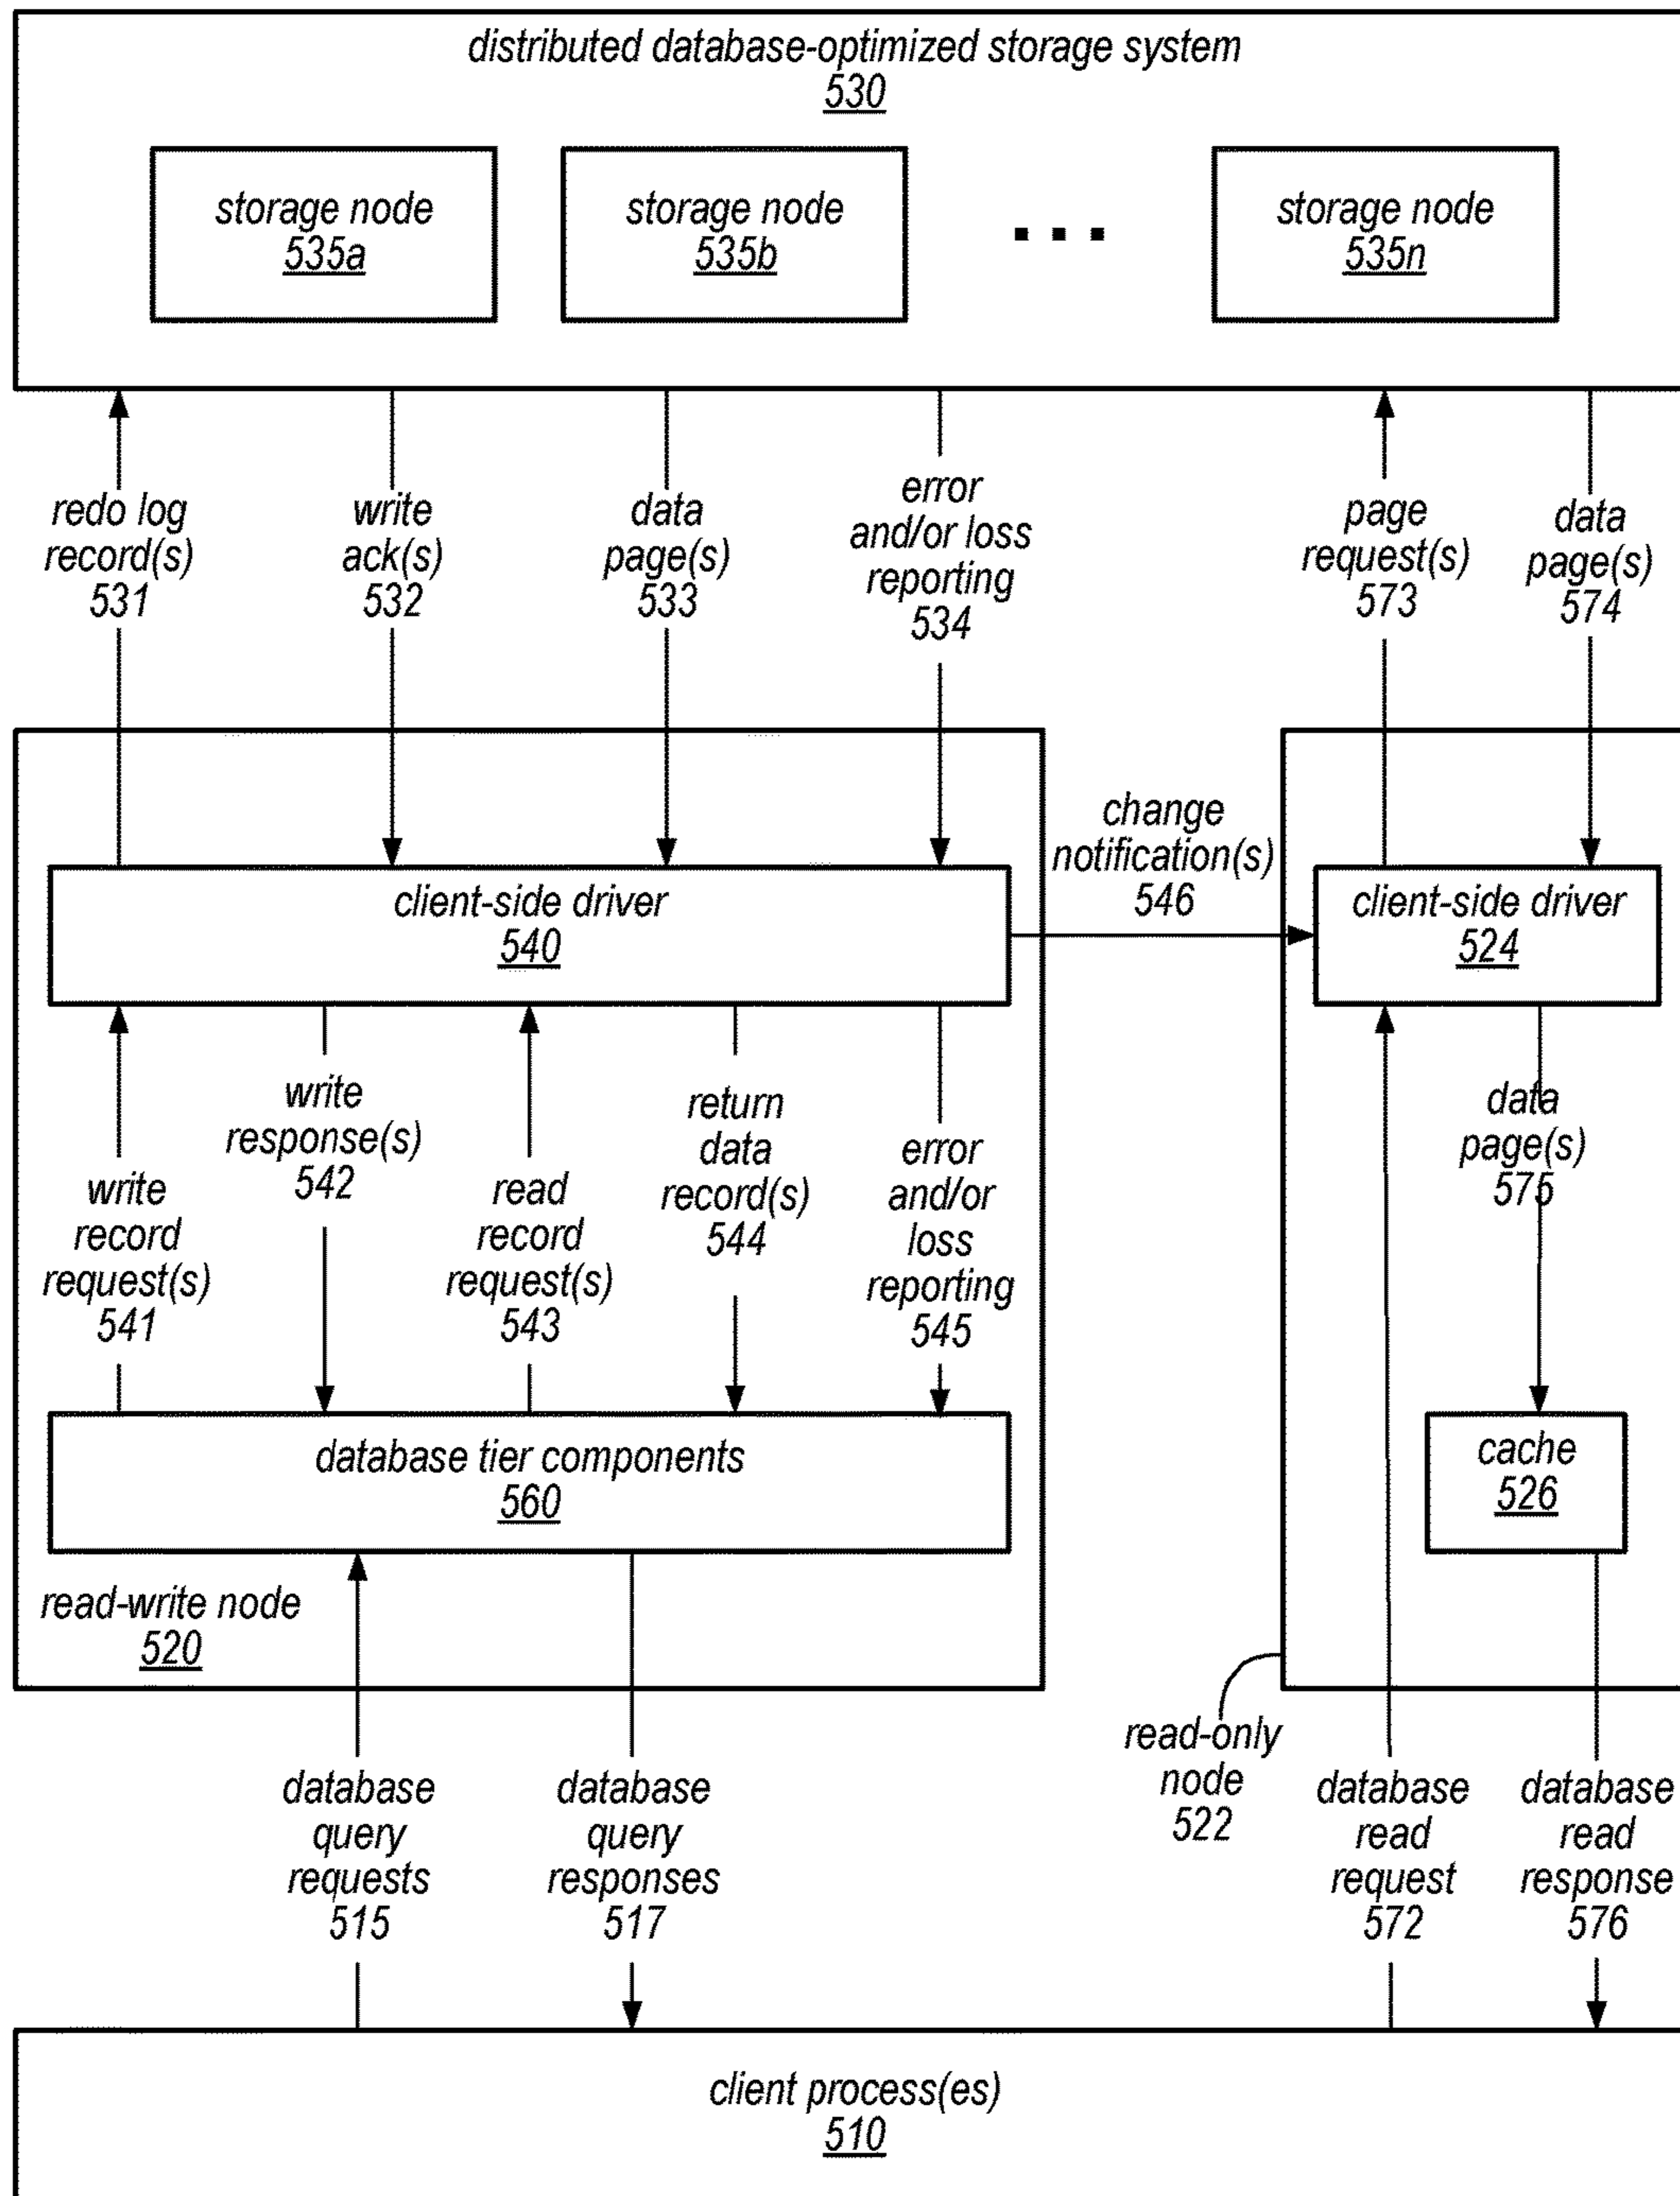 distributed database-optimized storage system
530
storage node
535a
storage node
535b
storage node
535n
redo log
record(s)
531
write
ack(s)
532
data
page(s)
533
error
and/or loss
reporting
534
page
request(s)
573
data
page(s)
574
change
notification(s)
546
client-side driver
540
client-side driver
524
write
record
request(s)
541
write
response(s)
542
read
record
request(s)
543
return
data
record(s)
544
error
and/or
loss
reporting
545
data
page(s)
575
database tier components
560
cache
526
read-write node
520
read-only
node
522
database
query
requests
515
database
query
responses
517
database
read
request
572
database
read
response
576
client process(es)
510